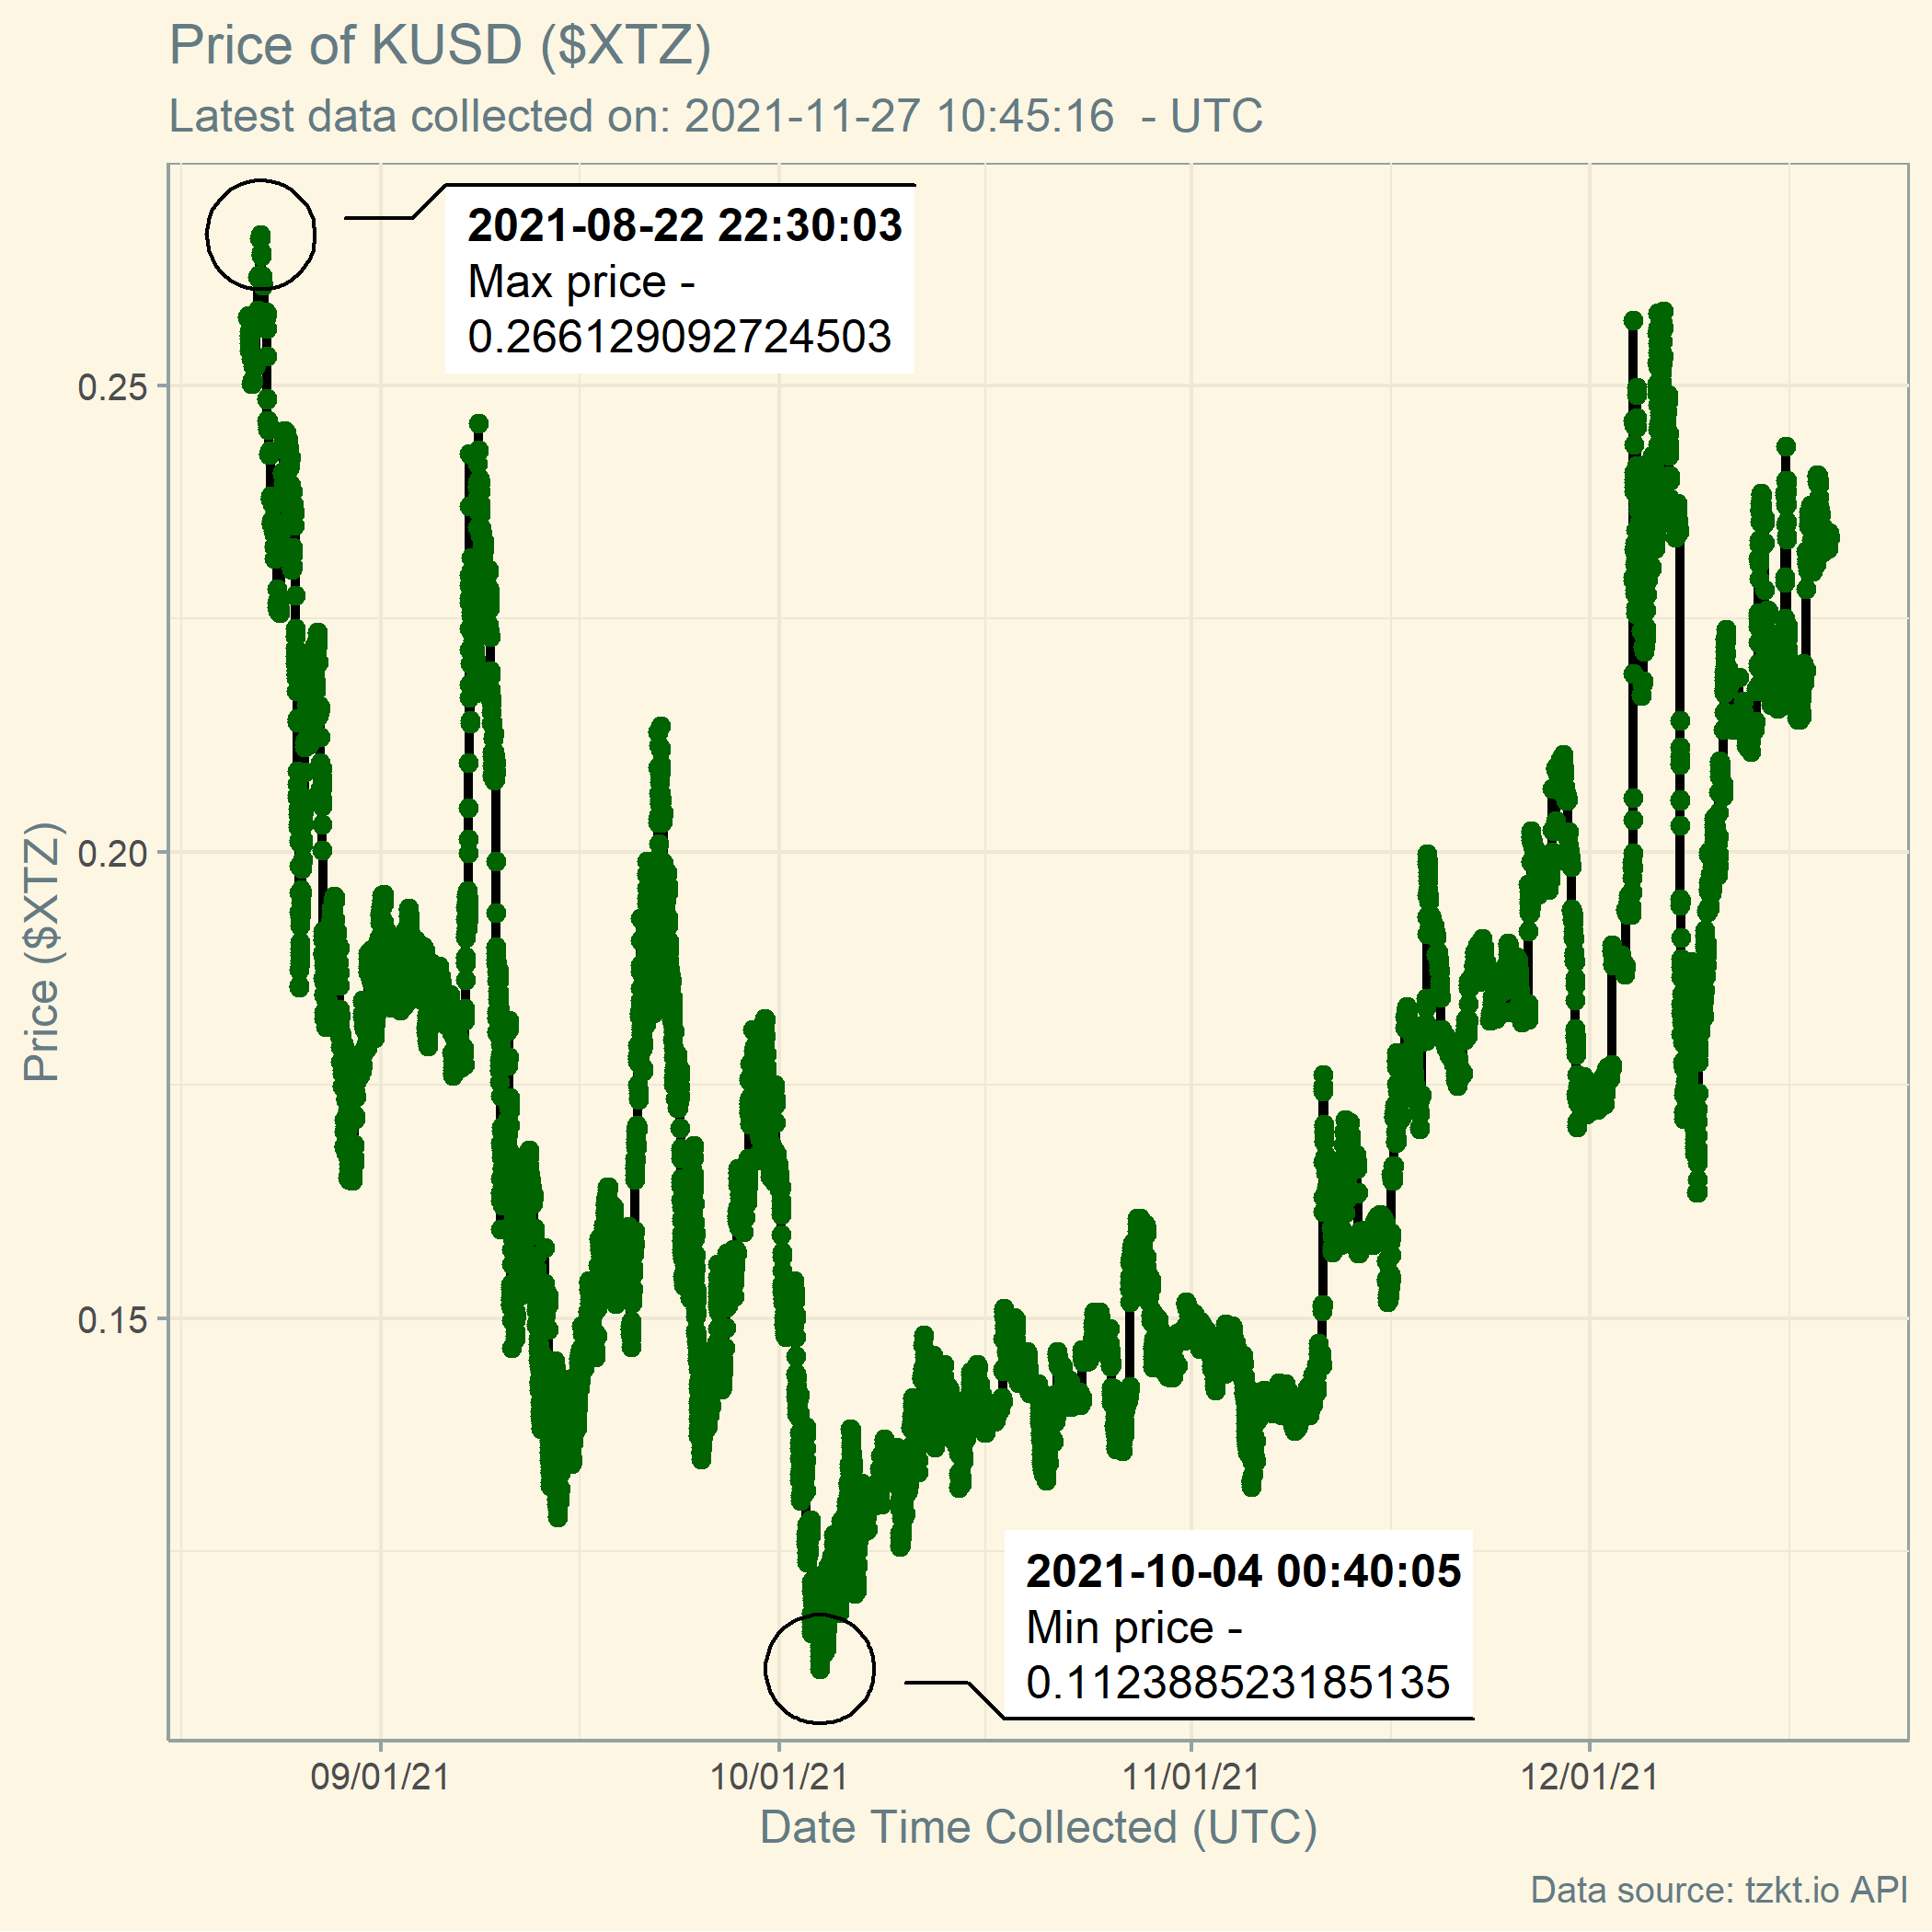 Price of KUSD ($XTZ)
Latest data collected on: 2021-11-27 10:45:16  - UTC
2021-08-22 22:30:03
Max price -
0.266129092724503
0.25
0.20
0.15
Price ($XTZ)
2021-10-04 00:40:05
Min price -
0.112388523185135
09/01/21 10/01/21 11/01/21 12/01/21
Date Time Collected (UTC)
Data source: tzkt.io API